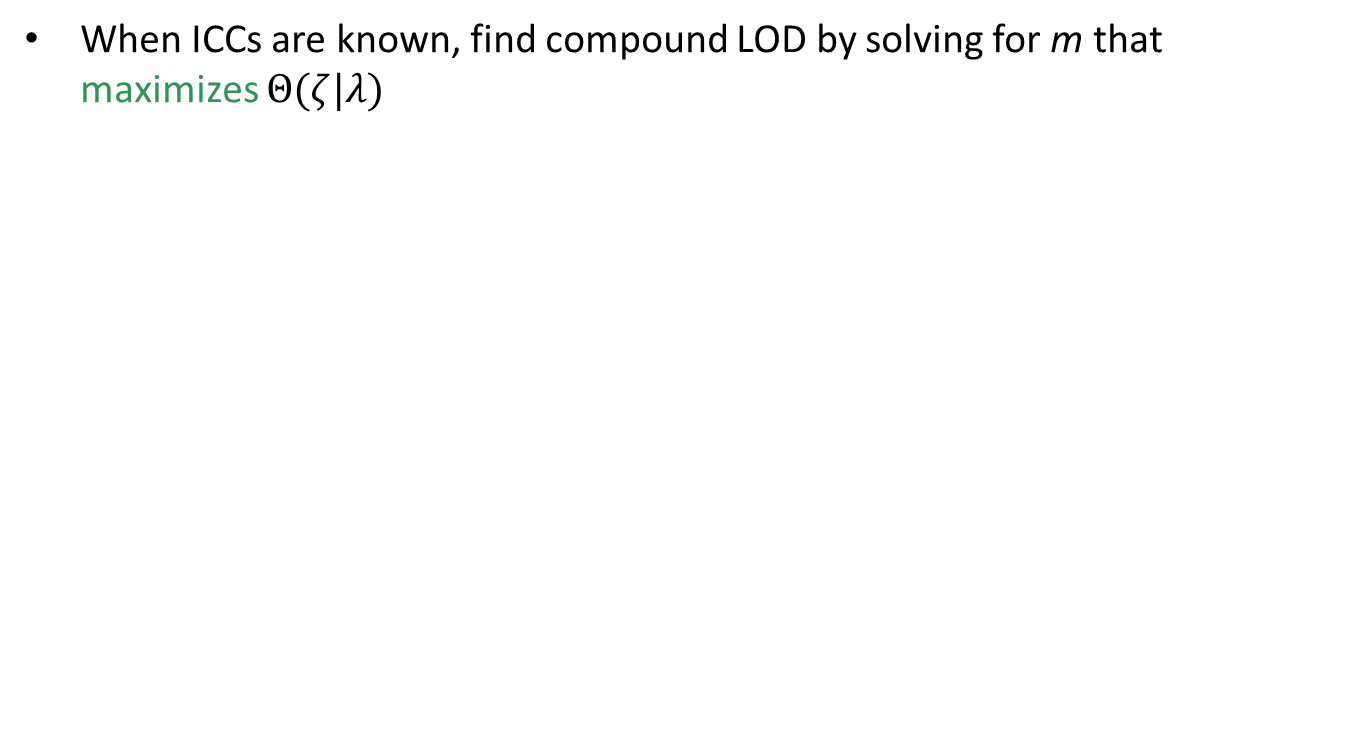 • When ICCs are known, find compound LOD by solving for m that
maximizes Θ(ζ|λ)